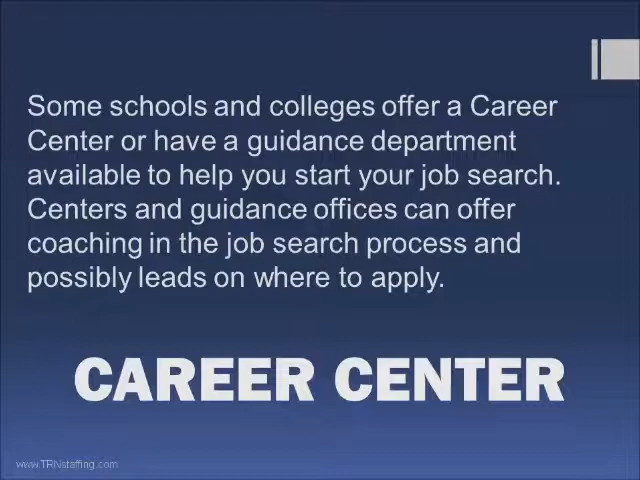 Some schools and colleges offer a Career
Center or have a guidance department
available to help you start your job search.
Centers and guidance offices can offer
coaching in the job search process and
possibly leads on where to apply.
CAREER CENTER
www.TRNstaffing.com